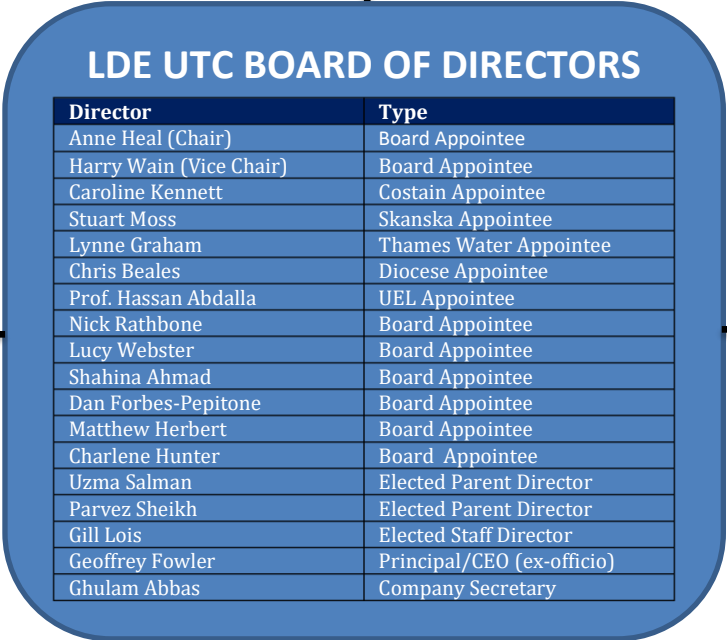 LDE UTC BOARD OF DIRECTORS
Director Type
Anne Heal (Chair) Board Appointee
Harry Wain (Vice Chair) Board Appointee
Caroline Kennett Costain Appointee
Stuart Moss Skanska Appointee
Lynne Graham Thames Water Appointee
Chris Beales Diocese Appointee
Prof. Hassan Abdalla UEL Appointee
Nick Rathbone Board Appointee
Lucy Webster Board Appointee
Shahina Ahmad Board Appointee
Dan Forbes-Pepitone Board Appointee
Matthew Herbert Board Appointee
Charlene Hunter Board Appointee
Uzma Salman Elected Parent Director
Parvez Sheikh Elected Parent Director
Gill Lois Elected Staff Director
Geoffrey Fowler Principal/CEO (ex-officio)
Ghulam Abbas Company Secretary